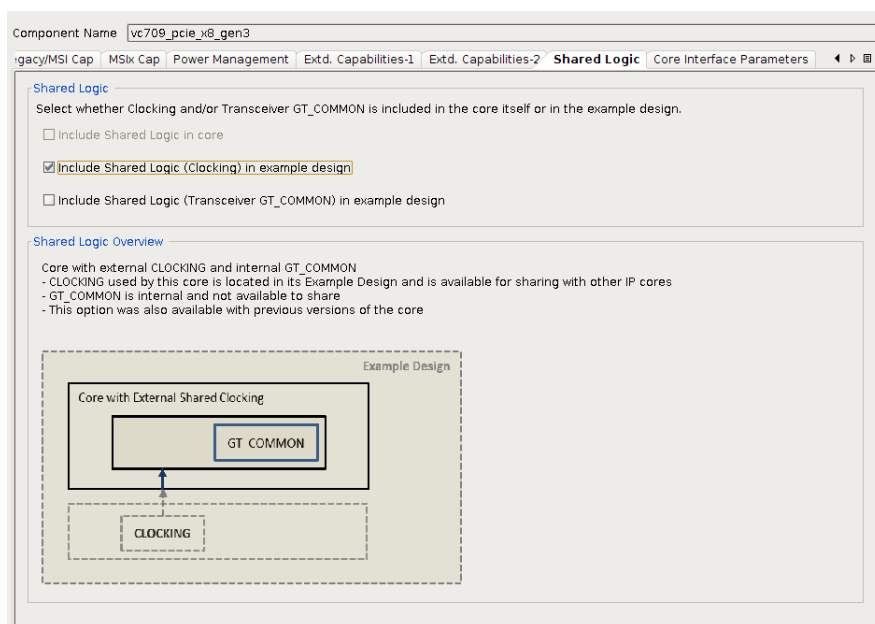 Component Name vc709_pcie_x8_gen3
egacy/MSI Cap MSIx Cap Power Management Extd. Capabilities-1 Extd. Capabilities-2 Shared Logic Core Interface Parameters
Shared Logic
Select whether Clocking and/or Transceiver GT_COMMON is included in the core itself or in the example design.
Include Shared Logic in core
Include Shared Logic (Clocking) in example design
Include Shared Logic (Transceiver GT_COMMON) in example design
Shared Logic Overview
Core with external CLOCKING and internal GT_COMMON
- CLOCKING used by this core is located in its Example Design and is available for sharing with other IP cores
- GT_COMMON is internal and not available to share
- This option was also available with previous versions of the core
Example Design
Core with External Shared Clocking
GT COMMON
CLOCKING